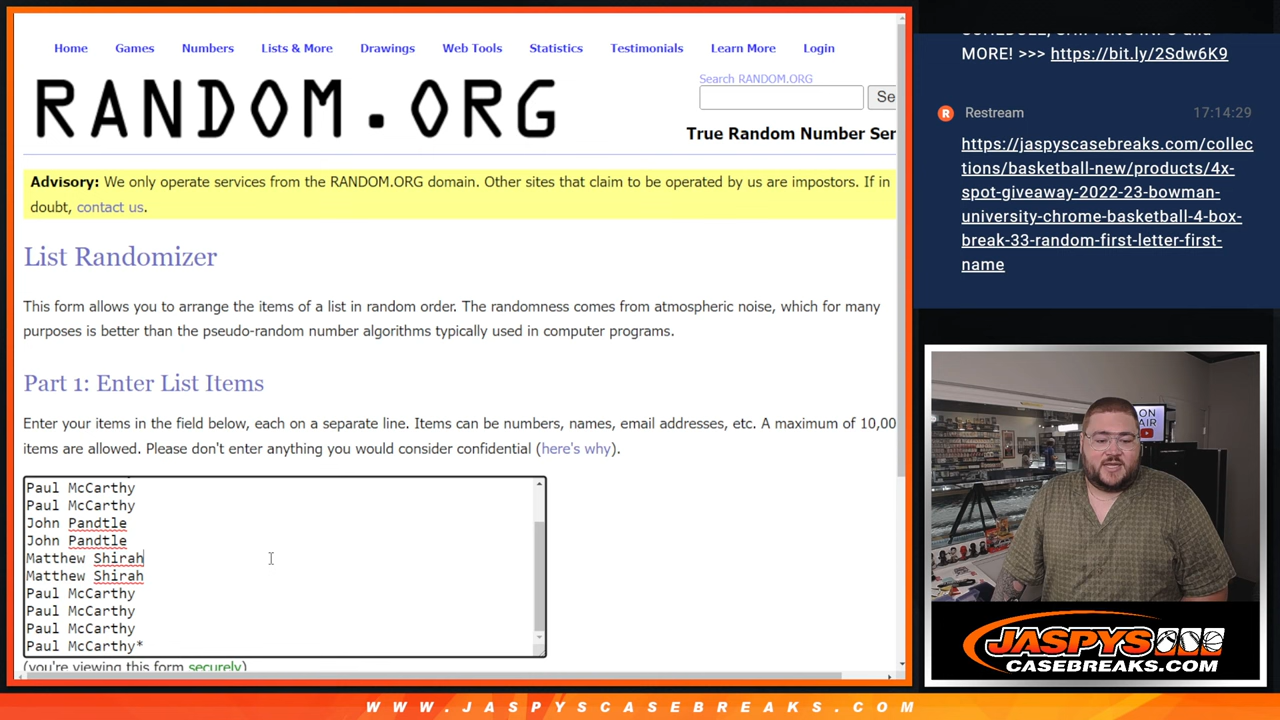 Home Games Numbers Lists & More Drawings Web Tools Statistics Testimonials Learn More Login
RANDOM.ORG
Search RANDOM.ORG
Se
True Random Number Ser
Advisory: We only operate services from the RANDOM.ORG domain. Other sites that claim to be operated by us are impostors. If in
doubt, contact us.
List Randomizer
This form allows you to arrange the items of a list in random order. The randomness comes from atmospheric noise, which for many
purposes is better than the pseudo-random number algorithms typically used in computer programs.
Part 1: Enter List Items
Enter your items in the field below, each on a separate line. Items can be numbers, names, email addresses, etc. A maximum of 10,00
items are allowed. Please don't enter anything you would consider confidential (here's why).
Paul McCarthy
Paul McCarthy
John Pandtle
John Pandtle
Matthew Shirah
Matthew Shirah
Paul McCarthy
Paul McCarthy
Paul McCarthy
Paul McCarthy*
(you're viewing this form securely)
MORE! >>> https://bit.ly/2Sdw6K9
R Restream 17:14:29
https://jaspyscasebreaks.com/collec
tions/basketball-new/products/4x-
spot-giveaway-2022-23-bowman-
university-chrome-basketball-4-box-
break-33-random-first-letter-first-
name
ON
AIR
JASPYS
CASEBREAKS.COM
WWW.JASPYSCASEBREAKS.COM